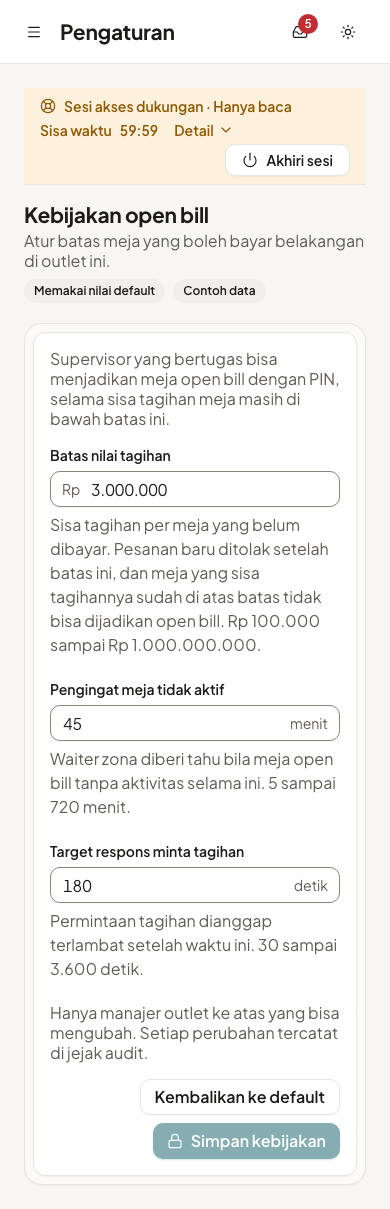 Pengaturan
5
Sesi akses dukungan · Hanya baca
Sisa waktu 59:59 Detail
Akhiri sesi
Kebijakan open bill
Atur batas meja yang boleh bayar belakangan
di outlet ini.
Memakai nilai default Contoh data
Supervisor yang bertugas bisa
menjadikan meja open bill dengan PIN,
selama sisa tagihan meja masih di
bawah batas ini.
Batas nilai tagihan
Rp 3.000.000
Sisa tagihan per meja yang belum
dibayar. Pesanan baru ditolak setelah
batas ini, dan meja yang sisa
tagihannya sudah di atas batas tidak
bisa dijadikan open bill. Rp 100.000
sampai Rp 1.000.000.000.
Pengingat meja tidak aktif
45 menit
Waiter zona diberi tahu bila meja open
bill tanpa aktivitas selama ini. 5 sampai
720 menit.
Target respons minta tagihan
180 detik
Permintaan tagihan dianggap
terlambat setelah waktu ini. 30 sampai
3.600 detik.
Hanya manajer outlet ke atas yang bisa
mengubah. Setiap perubahan tercatat
di jejak audit.
Kembalikan ke default
Simpan kebijakan